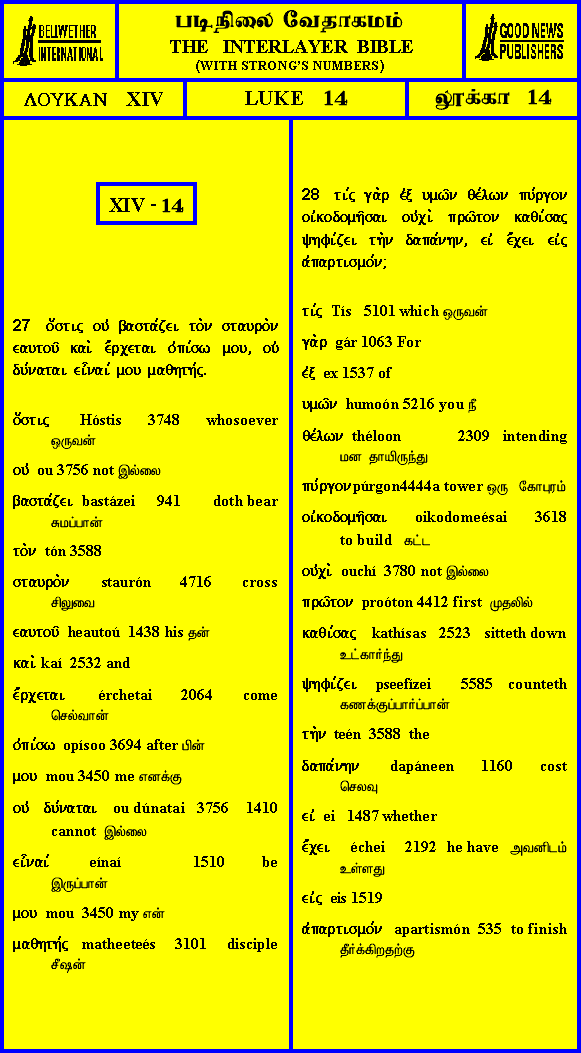 BELLWETHER
INTERNATIONAL
படிநிலை வேதாகமம்
THE INTERLAYER BIBLE
(WITH STRONG'S NUMBERS)
GOOD NEWS
PUBLISHERS
ΛΟΥΚΑΝ XIV
LUKE 14
லூக்கா 14
XIV - 14
27 ὅστις οὐ βαστάζει τὸν σταυρὸν
εαυτοῦ καὶ ἔρχεται ὀπίσω μου, οὐ
δύναται εἶναί μου μαθητής.
ὅστις Hóstis 3748 whosoever
ஒருவன்
οὐ ou 3756 not இல்லை
βαστάζει bastázei 941 doth bear
சுமப்பான்
τὸν tón 3588
σταυρὸν staurón 4716 cross
சிலுவை
εαυτοῦ heautoú 1438 his தன்
καὶ kaí 2532 and
ἔρχεται érchetai 2064 come
செல்வான்
ὀπίσω opísoo 3694 after பின்
μου mou 3450 me எனக்கு
οὐ δύναται ou dúnatai 3756 1410
cannot இல்லை
εἶναί eínaí 1510 be
இருப்பான்
μου mou 3450 my என்
μαθητής matheeteés 3101 disciple
சீஷன்
28 τίς γὰρ ἐξ υμῶν θέλων πύργον
οἰκοδομῆσαι οὐχὶ πρῶτον καθίσας
ψηφίζει τὴν δαπάνην, εἰ ἔχει εἰς
ἀπαρτισμόν;
τίς Tís 5101 which ஒருவன்
γὰρ gár 1063 For
ἐξ ex 1537 of
υμῶν humoón 5216 you நீ
θέλων théloon 2309 intending
மன தாயிருந்து
πύργον púrgon 4444 a tower ஒரு கோபுரம்
οἰκοδομῆσαι oikodomeésai 3618
to build கட்ட
οὐχὶ ouchí 3780 not இல்லை
πρῶτον proóton 4412 first முதலில்
καθίσας kathísas 2523 sitteth down
உட்கார்ந்து
ψηφίζει pseefízei 5585 counteth
கணக்குப்பார்ப்பான்
τὴν teén 3588 the
δαπάνην dapáneen 1160 cost
செலவு
εἰ ei 1487 whether
ἔχει échei 2192 he have அவனிடம்
உள்ளது
εἰς eis 1519
ἀπαρτισμόν apartismón 535 to finish
தீர்க்கிறதற்கு